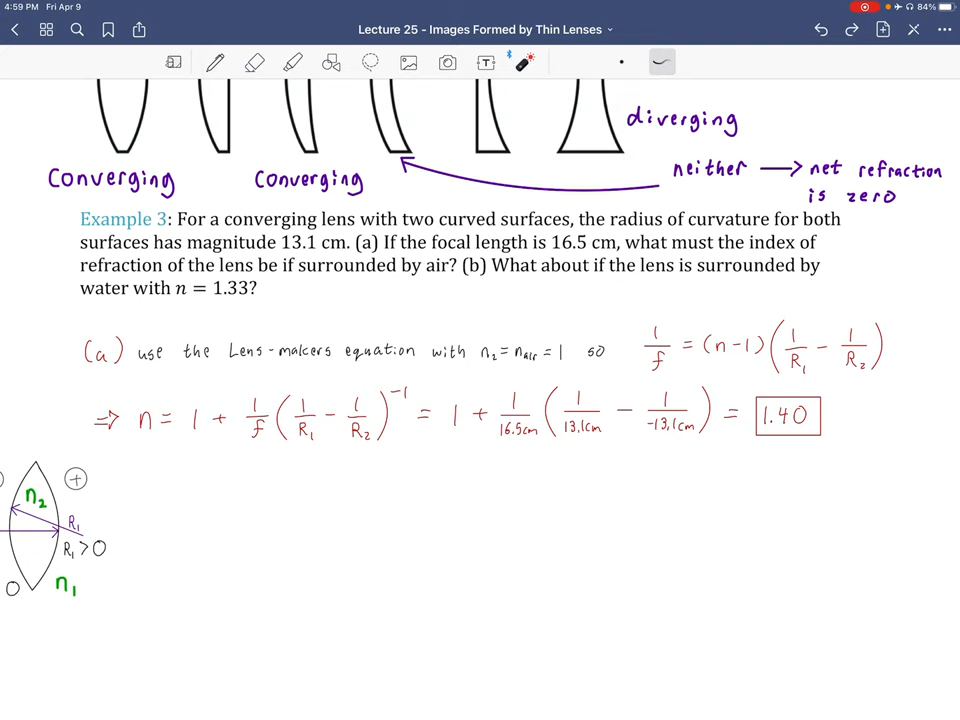 4:59 PM Fri Apr 9
84%
Lecture 25 - Images Formed by Thin Lenses
T
diverging
Converging
Converging
neither → net refraction
is zero
Example 3: For a converging lens with two curved surfaces, the radius of curvature for both
surfaces has magnitude 13.1 cm. (a) If the focal length is 16.5 cm, what must the index of
refraction of the lens be if surrounded by air? (b) What about if the lens is surrounded by
water with n = 1.33?
(a) use the Lens-makers equation with n₂ = n_air = 1 so 1/f = (n-1)(1/R₁ - 1/R₂)
⇒ n = 1 + 1/f (1/R₁ - 1/R₂)⁻¹ = 1 + 1/16.5cm (1/13.1cm - 1/-13.1cm) = 1.40
+
n₂
R₁
R₁ > 0
0
n₁